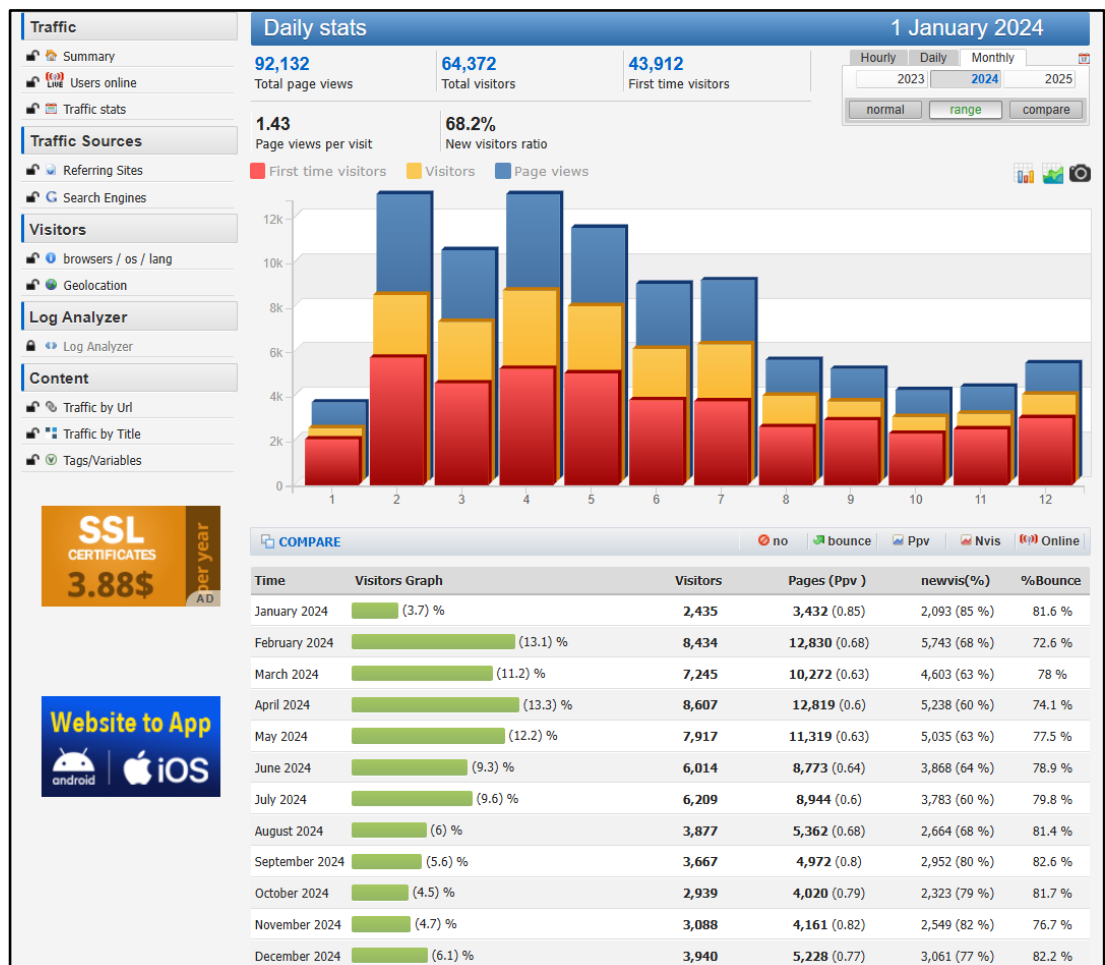 Traffic
Summary
LIVE Users online
Traffic stats
Traffic Sources
Referring Sites
G Search Engines
Visitors
browsers / os / lang
Geolocation
Log Analyzer
Log Analyzer
Content
Traffic by Url
Traffic by Title
Tags/Variables
SSL
CERTIFICATES
3.88$
per year
AD
Website to App
android iOS
Daily stats 1 January 2024
92,132 64,372 43,912
Total page views Total visitors First time visitors
1.43 68.2%
Page views per visit New visitors ratio
Hourly Daily Monthly
2023 2024 2025
normal range compare
First time visitors Visitors Page views
12k
10k
8k
6k
4k
2k
0
1 2 3 4 5 6 7 8 9 10 11 12
COMPARE no bounce Ppv Nvis Online
Time Visitors Graph Visitors Pages (Ppv ) newvis(%) %Bounce
January 2024 (3.7) % 2,435 3,432 (0.85) 2,093 (85 %) 81.6 %
February 2024 (13.1) % 8,434 12,830 (0.68) 5,743 (68 %) 72.6 %
March 2024 (11.2) % 7,245 10,272 (0.63) 4,603 (63 %) 78 %
April 2024 (13.3) % 8,607 12,819 (0.6) 5,238 (60 %) 74.1 %
May 2024 (12.2) % 7,917 11,319 (0.63) 5,035 (63 %) 77.5 %
June 2024 (9.3) % 6,014 8,773 (0.64) 3,868 (64 %) 78.9 %
July 2024 (9.6) % 6,209 8,944 (0.6) 3,783 (60 %) 79.8 %
August 2024 (6) % 3,877 5,362 (0.68) 2,664 (68 %) 81.4 %
September 2024 (5.6) % 3,667 4,972 (0.8) 2,952 (80 %) 82.6 %
October 2024 (4.5) % 2,939 4,020 (0.79) 2,323 (79 %) 81.7 %
November 2024 (4.7) % 3,088 4,161 (0.82) 2,549 (82 %) 76.7 %
December 2024 (6.1) % 3,940 5,228 (0.77) 3,061 (77 %) 82.2 %